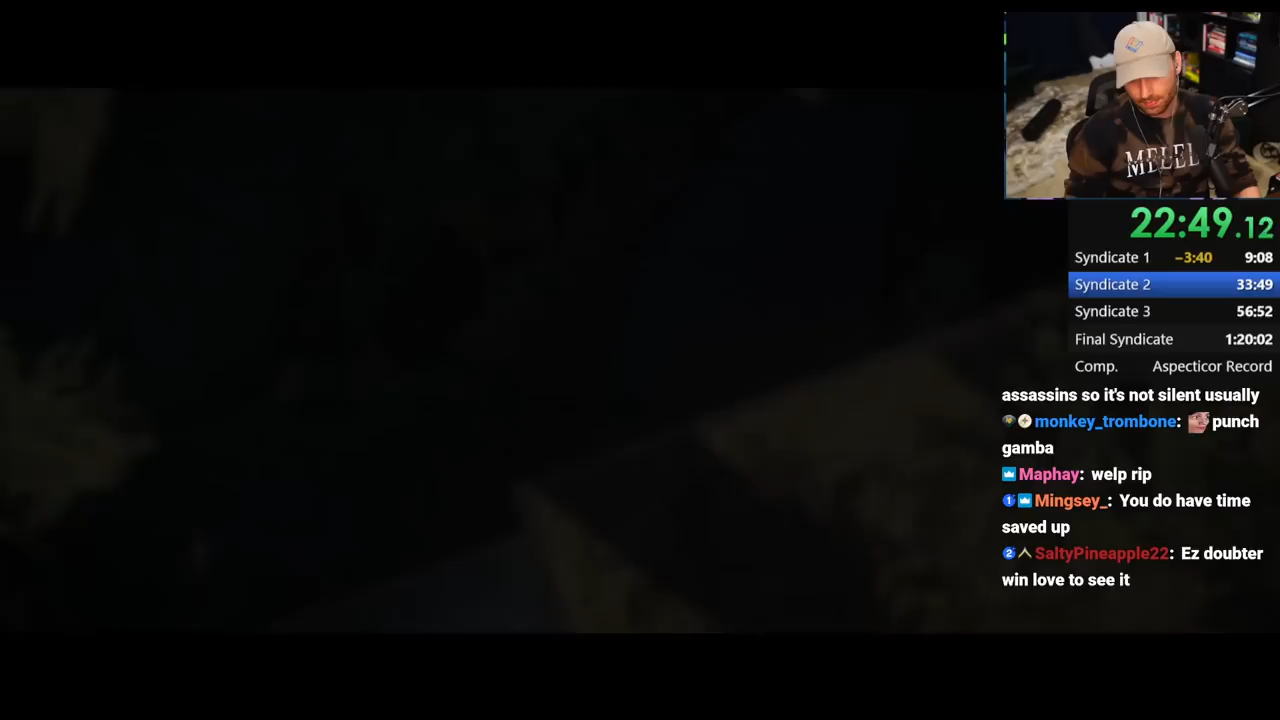 MELEL
22:49.12
Syndicate 1 −3:40 9:08
Syndicate 2 33:49
Syndicate 3 56:52
Final Syndicate 1:20:02
Comp. Aspecticor Record
assassins so it's not silent usually
monkey_trombone: punch
gamba
Maphay: welp rip
Mingsey_: You do have time
saved up
SaltyPineapple22: Ez doubter
win love to see it